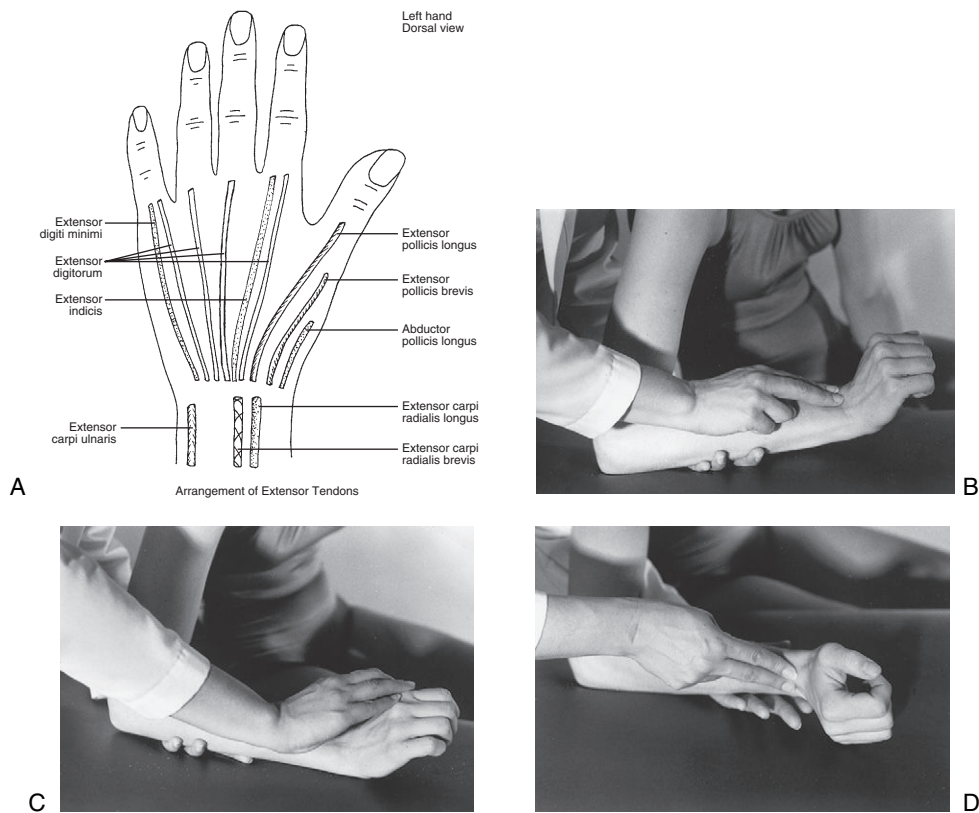 Left hand
Dorsal view
Extensor
digiti minimi
Extensor
digitorum
Extensor
indicis
Extensor
carpi ulnaris
Extensor
pollicis longus
Extensor
pollicis brevis
Abductor
pollicis longus
Extensor carpi
radialis longus
Extensor carpi
radialis brevis
Arrangement of Extensor Tendons
A
B
C
D